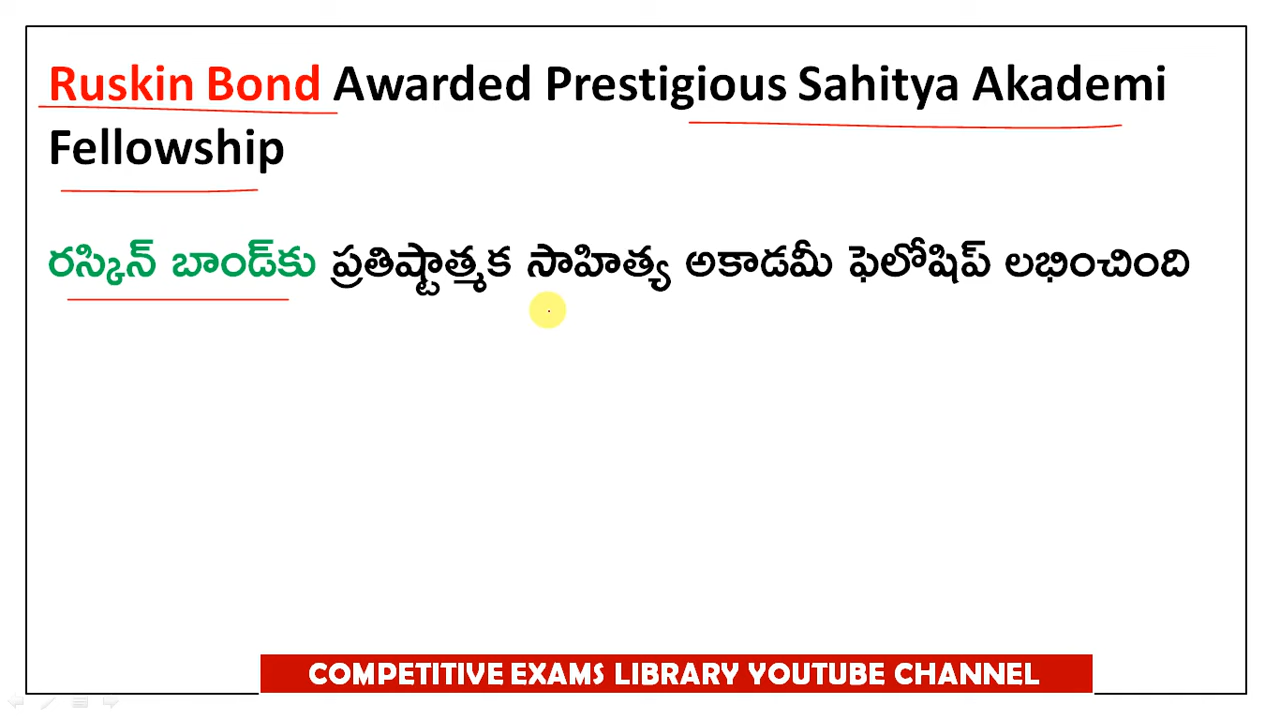 Ruskin Bond Awarded Prestigious Sahitya Akademi
Fellowship
రస్కిన్ బాండ్‌కు ప్రతిష్టాత్మక సాహిత్య అకాడమీ ఫెలోషిప్ లభించింది
COMPETITIVE EXAMS LIBRARY YOUTUBE CHANNEL